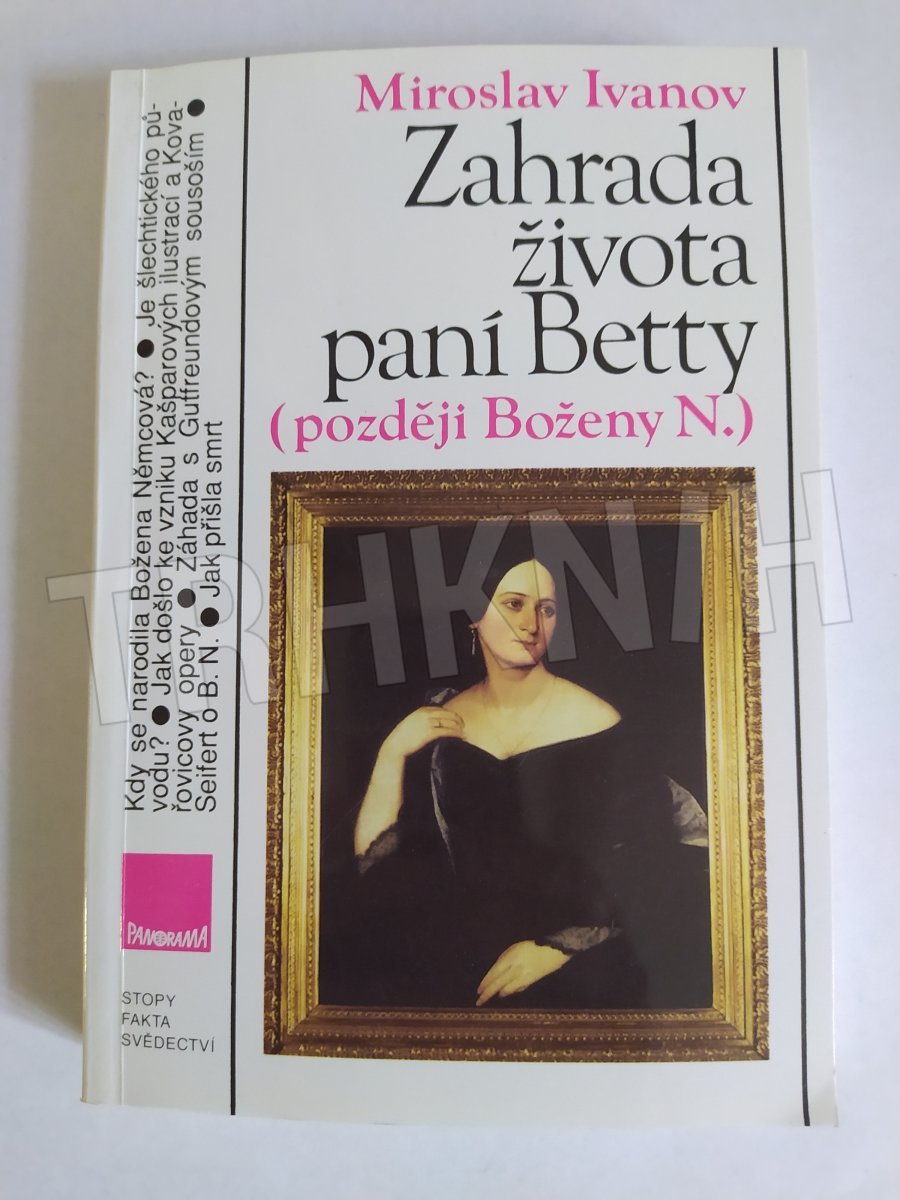 Miroslav Ivanov
Zahrada
života
paní Betty
(později Boženy N.)
Kdy se narodila Božena Němcová? ● Je šlechtického pů-
vodu? ● Jak došlo ke vzniku Kašparových ilustrací a Kova-
řovicovy opery ● Záhada s Gutfreundovým sousoším ●
Seifert o B. N. ● Jak přišla smrt
PANORAMA
STOPY
FAKTA
SVĚDECTVÍ
TRHKNIH